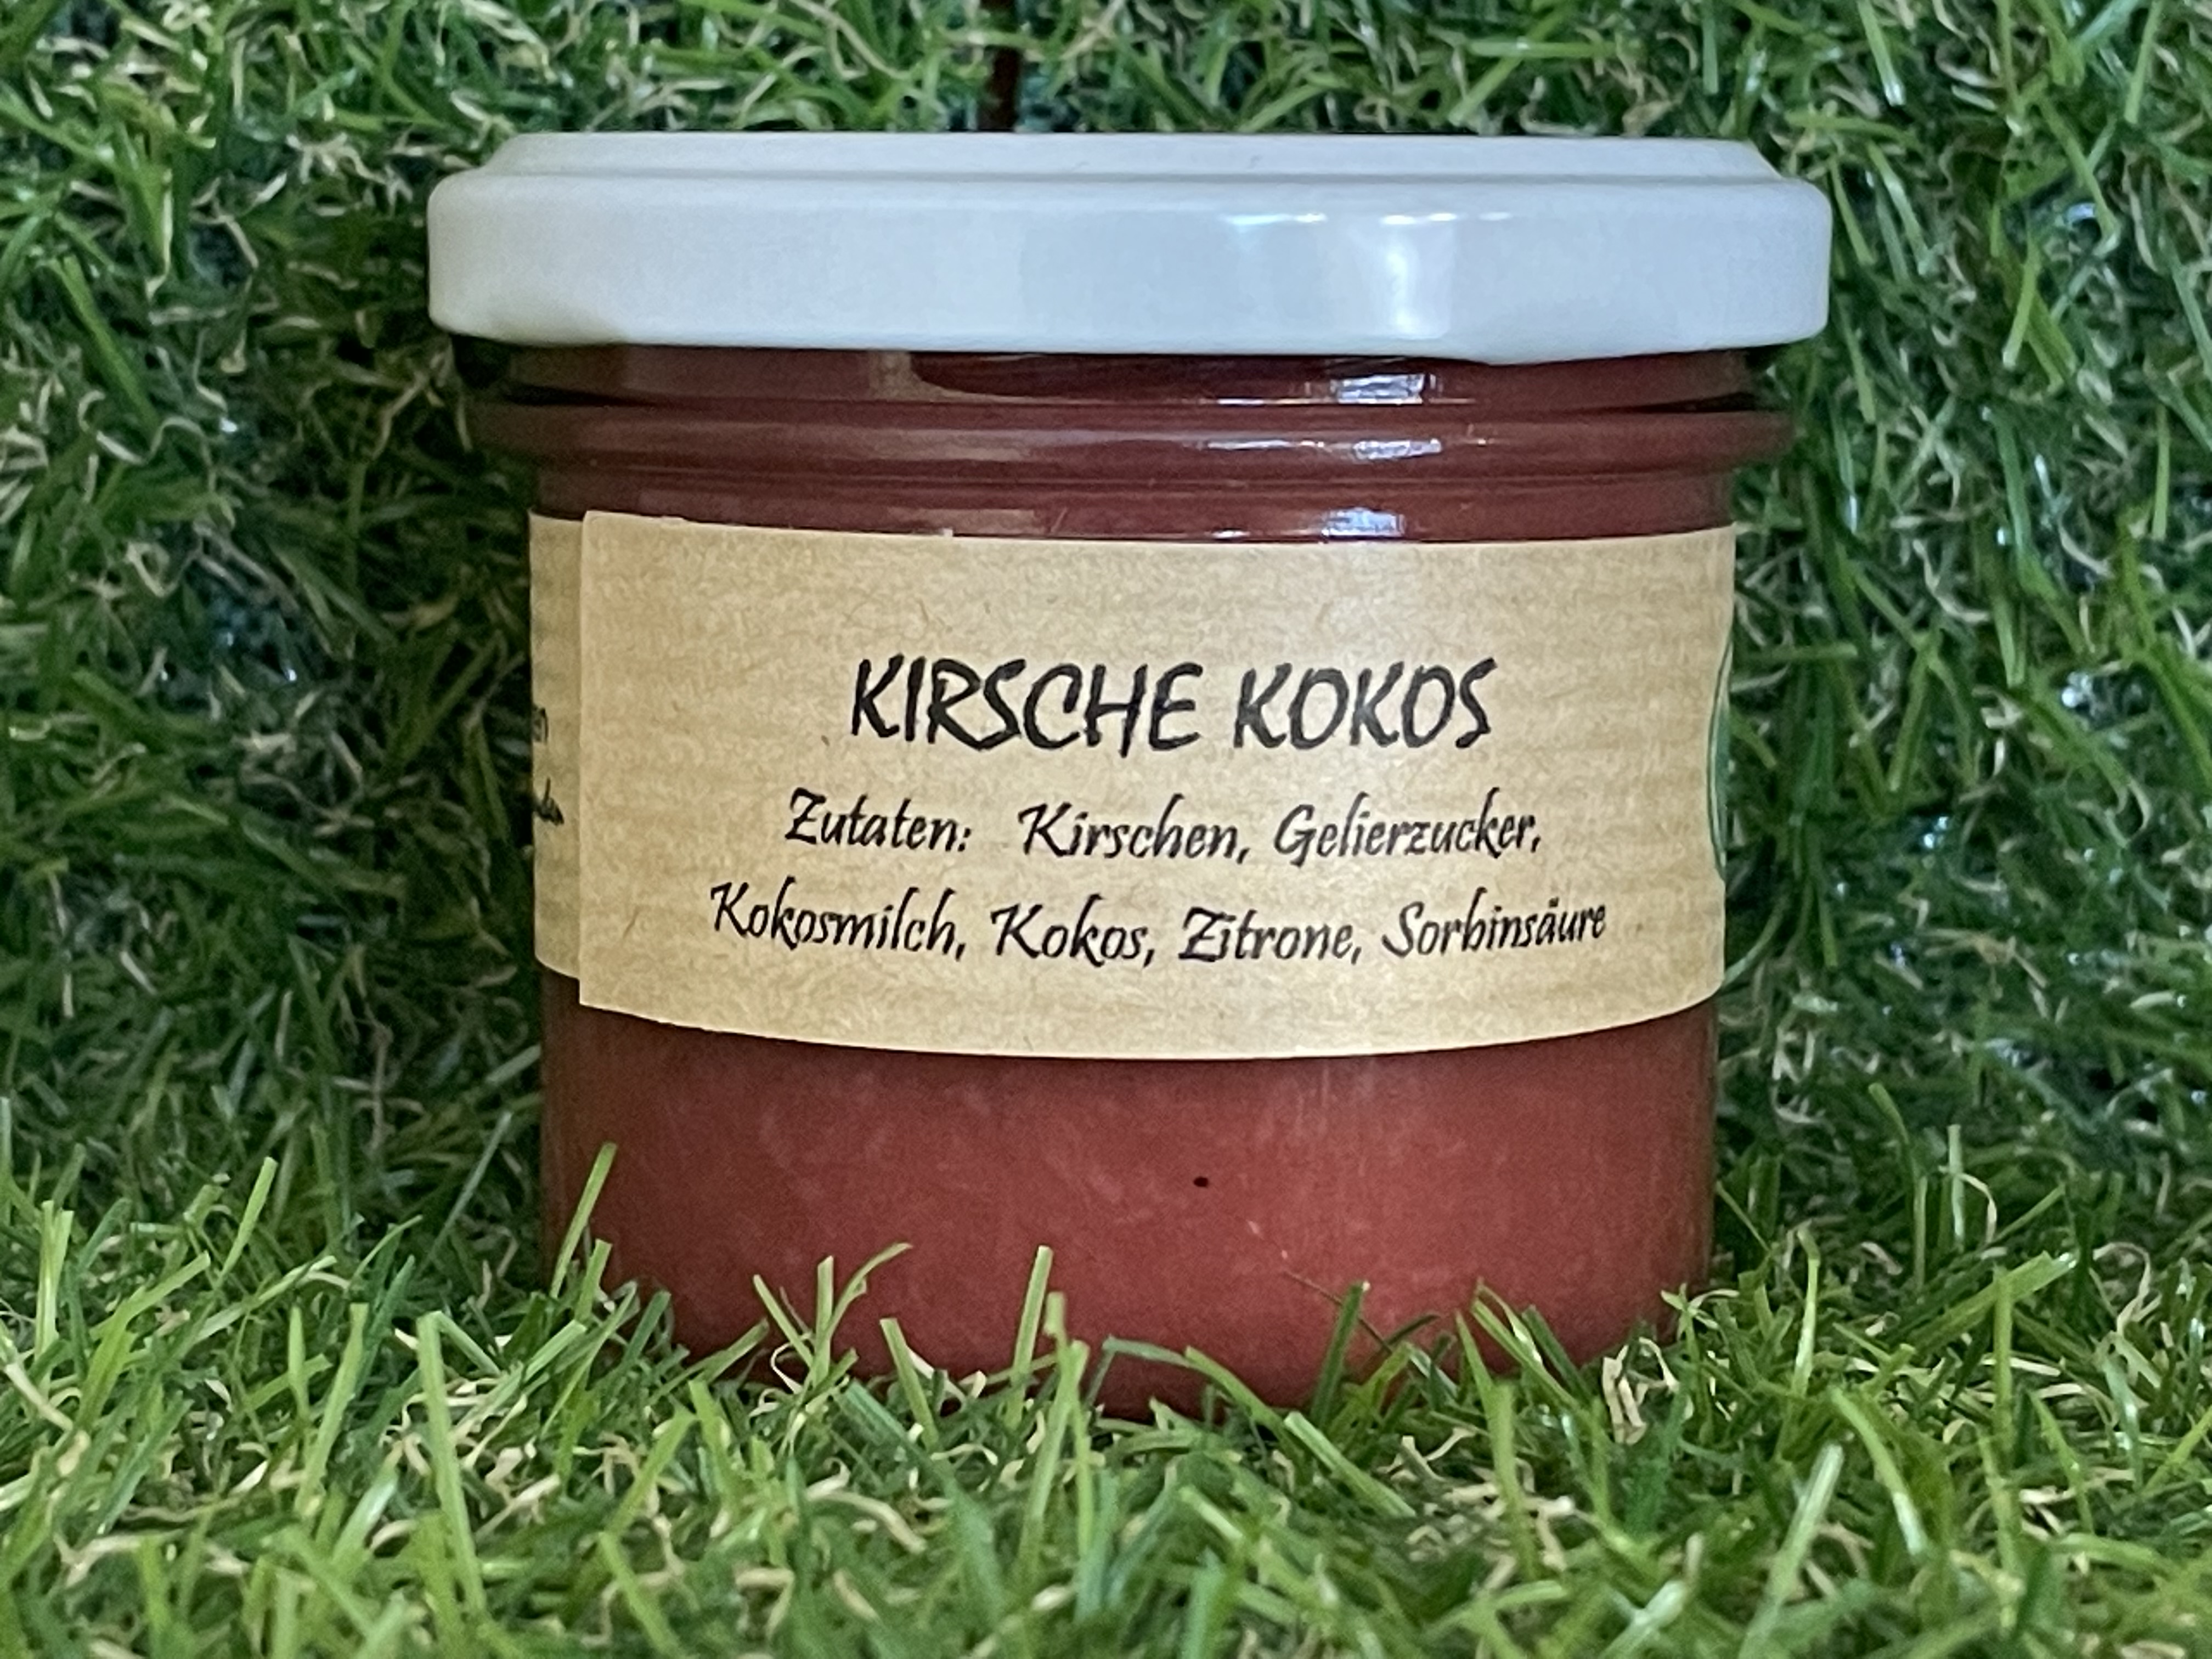 KIRSCHE KOKOS
Zutaten: Kirschen, Gelierzucker,
Kokosmilch, Kokos, Zitrone, Sorbinsäure